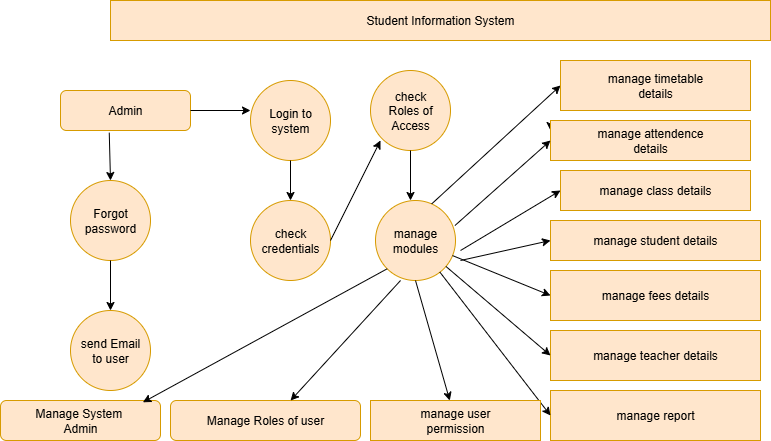 Student Information System
Admin
Login to
system
check
Roles of
Access
manage timetable
details
manage attendence
details
Forgot
password
check
credentials
manage
modules
manage class details
manage student details
manage fees details
send Email
to user
manage teacher details
Manage System
Admin
Manage Roles of user
manage user
permission
manage report